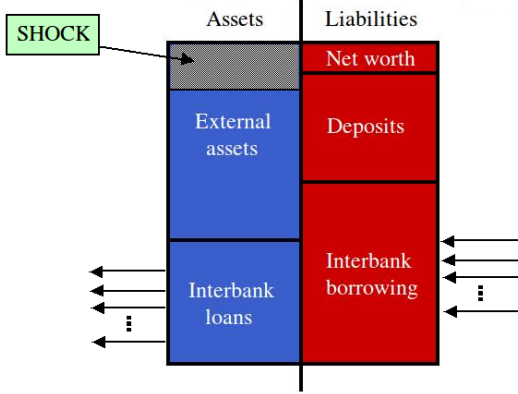 Assets
Liabilities
SHOCK
Net worth
External
assets
Deposits
Interbank
loans
Interbank
borrowing